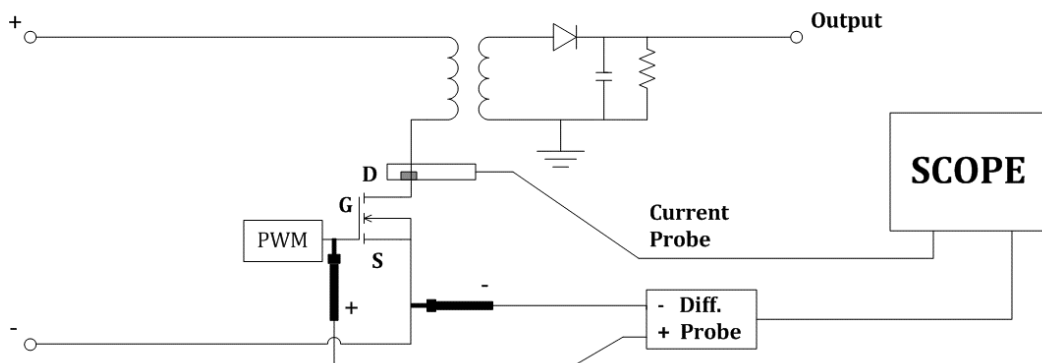 +
Output
D
SCOPE
G
Current
Probe
PWM
S
-
+
- Diff.
+ Probe
-